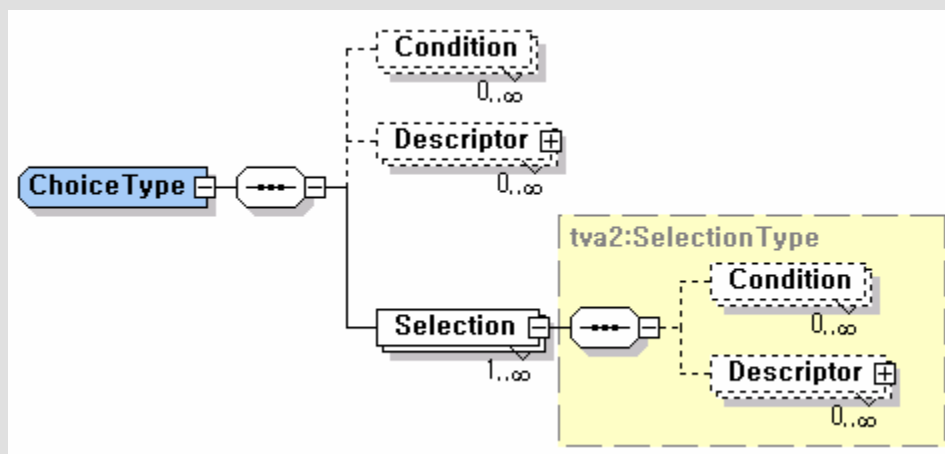 Condition
0..∞
Descriptor
0..∞
ChoiceType
tva2:SelectionType
Condition
0..∞
Selection
1..∞
Descriptor
0..∞